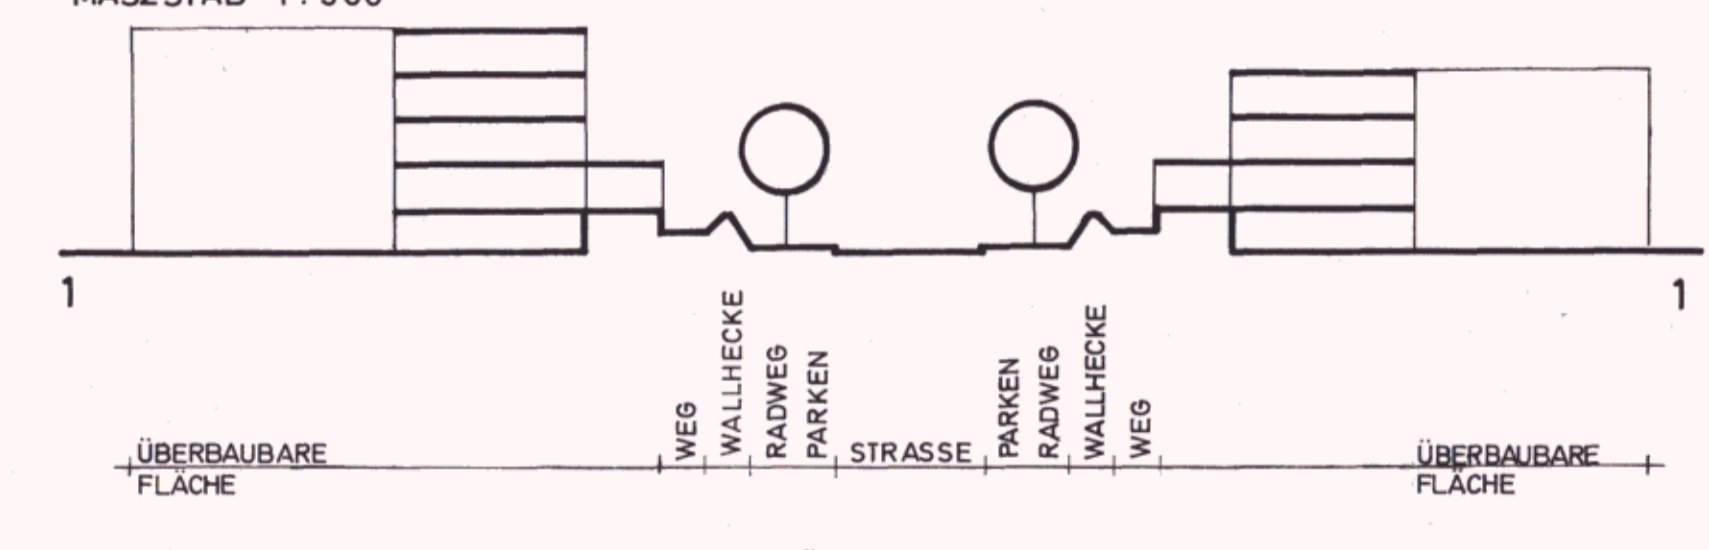 1
1
WEG
WALLHECKE
RADWEG
PARKEN
STRASSE
PARKEN
RADWEG
WALLHECKE
WEG
ÜBERBAUBARE
FLÄCHE
ÜBERBAUBARE
FLÄCHE